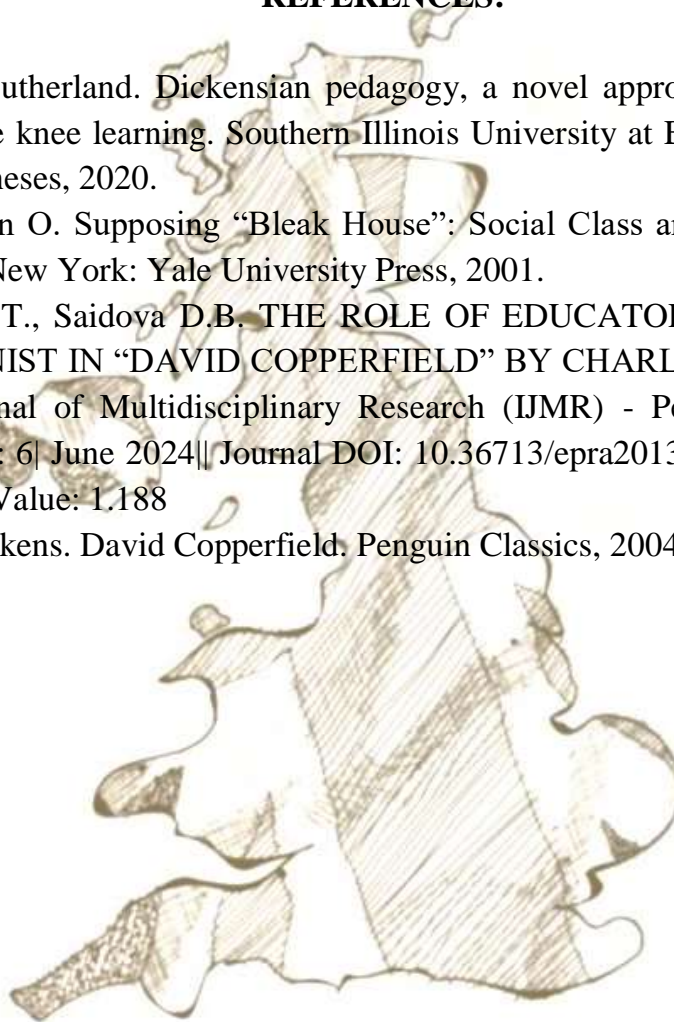 REFERENCES:
utherland. Dickensian pedagogy, a novel appro
e knee learning. Southern Illinois University at E
neses, 2020.
n O. Supposing “Bleak House”: Social Class a
New York: Yale University Press, 2001.
T., Saidova D.B. THE ROLE OF EDUCATO
NIST IN “DAVID COPPERFIELD” BY CHARL
nal of Multidisciplinary Research (IJMR) - Pe
: 6| June 2024|| Journal DOI: 10.36713/epra2013
Value: 1.188
kens. David Copperfield. Penguin Classics, 2004